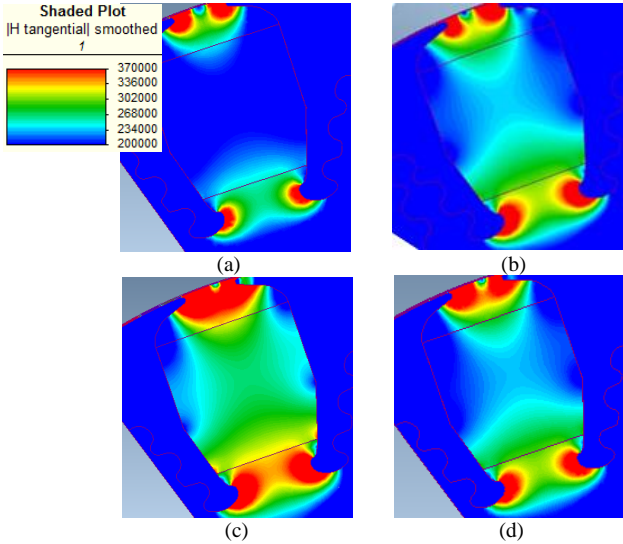 Shaded Plot
|H tangential| smoothed
1
370000
336000
302000
268000
234000
200000
(a)
(b)
(c)
(d)